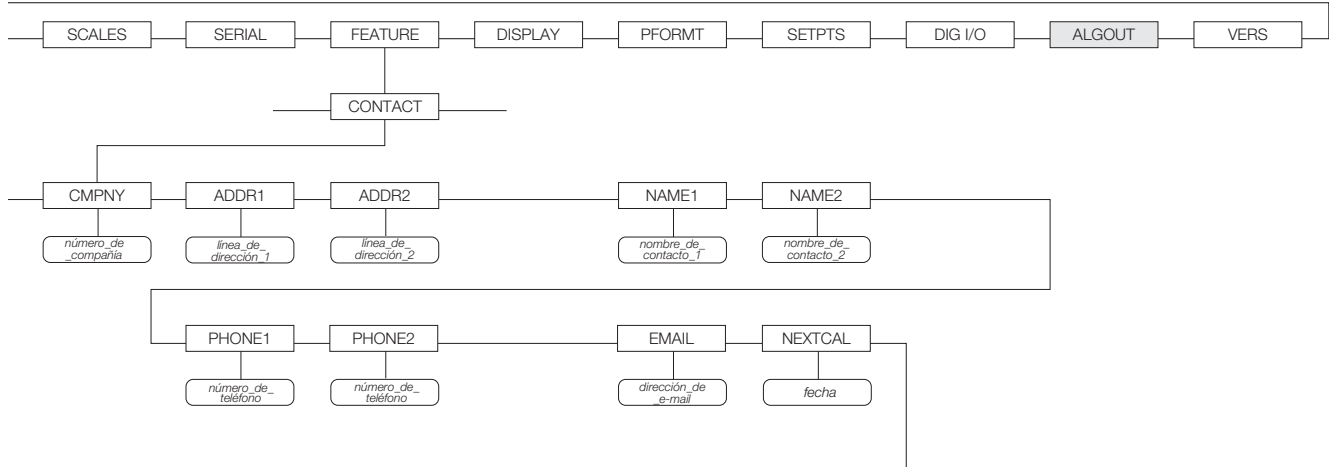 SCALES SERIAL FEATURE DISPLAY PFORMT SETPTS DIG I/O ALGOUT VERS
CONTACT
CMPNY ADDR1 ADDR2 NAME1 NAME2
número_de
_compañía
línea_de_
dirección_1
línea_de_
dirección_2
nombre_de_
contacto_1
nombre_de_
contacto_2
PHONE1 PHONE2 EMAIL NEXTCAL
número_de_
teléfono
número_de_
teléfono
dirección_de
_e-mail
fecha